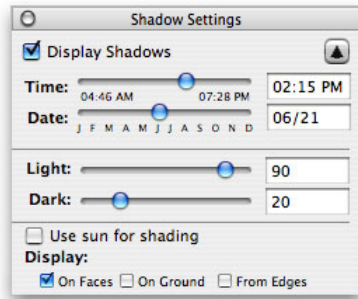 Shadow Settings
Display Shadows
Time: 04:46 AM 07:28 PM 02:15 PM
Date: J F M A M J J A S O N D 06/21
Light: 90
Dark: 20
Use sun for shading
Display:
On Faces On Ground From Edges